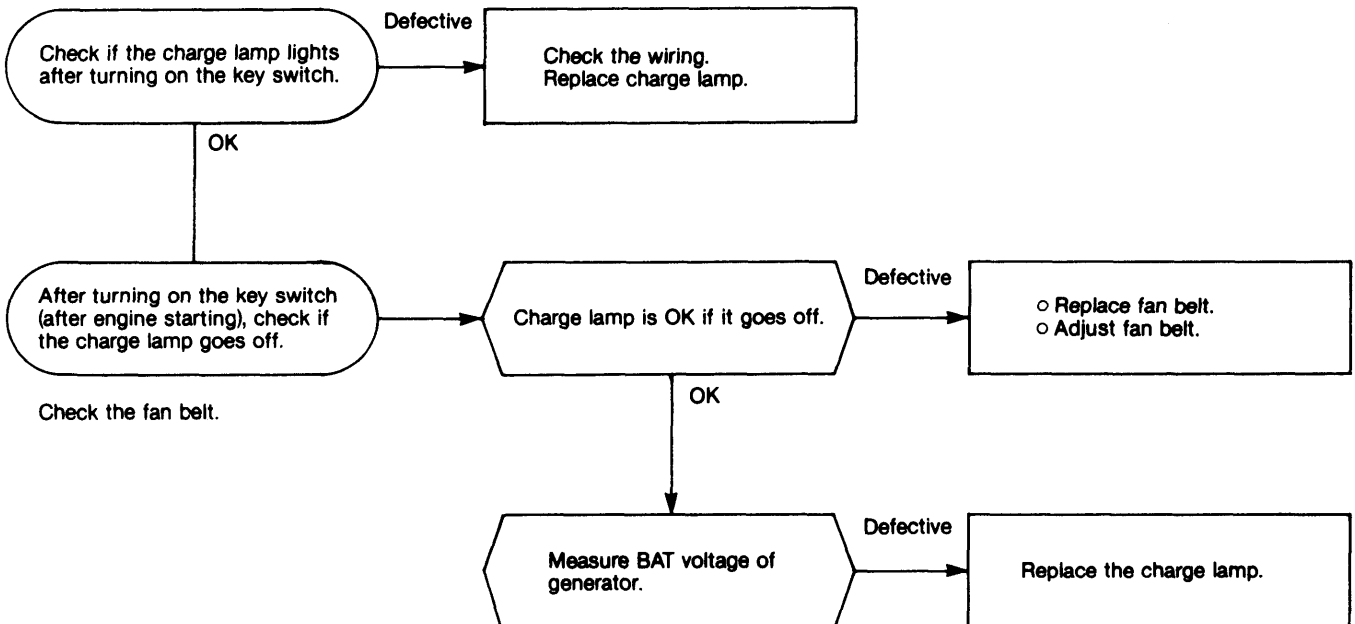 Defective
Check if the charge lamp lights
after turning on the key switch.
Check the wiring.
Replace charge lamp.
OK
After turning on the key switch
(after engine starting), check if
the charge lamp goes off.
Charge lamp is OK if it goes off.
Defective
○ Replace fan belt.
○ Adjust fan belt.
Check the fan belt.
OK
Measure BAT voltage of
generator.
Defective
Replace the charge lamp.